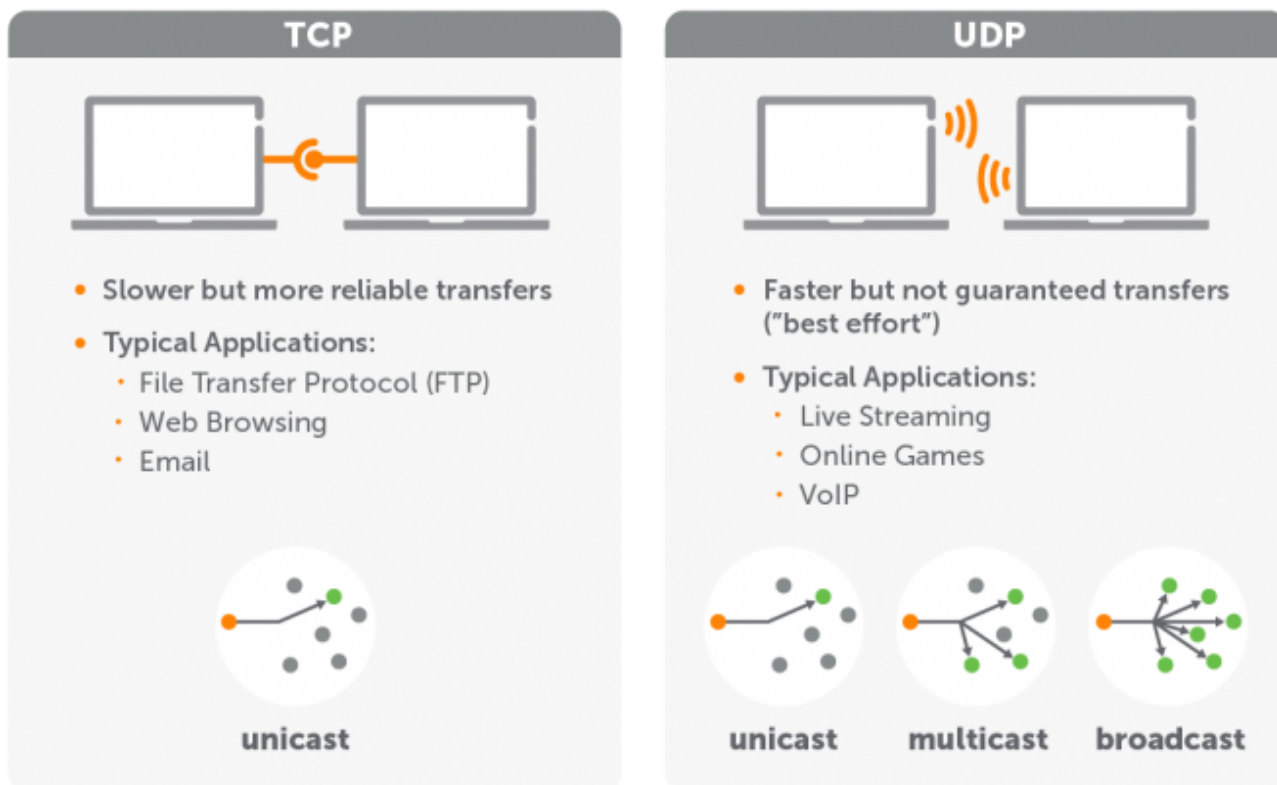 TCP
• Slower but more reliable transfers
• Typical Applications:
• File Transfer Protocol (FTP)
• Web Browsing
• Email
unicast
UDP
• Faster but not guaranteed transfers
("best effort")
• Typical Applications:
• Live Streaming
• Online Games
• VoIP
unicast multicast broadcast